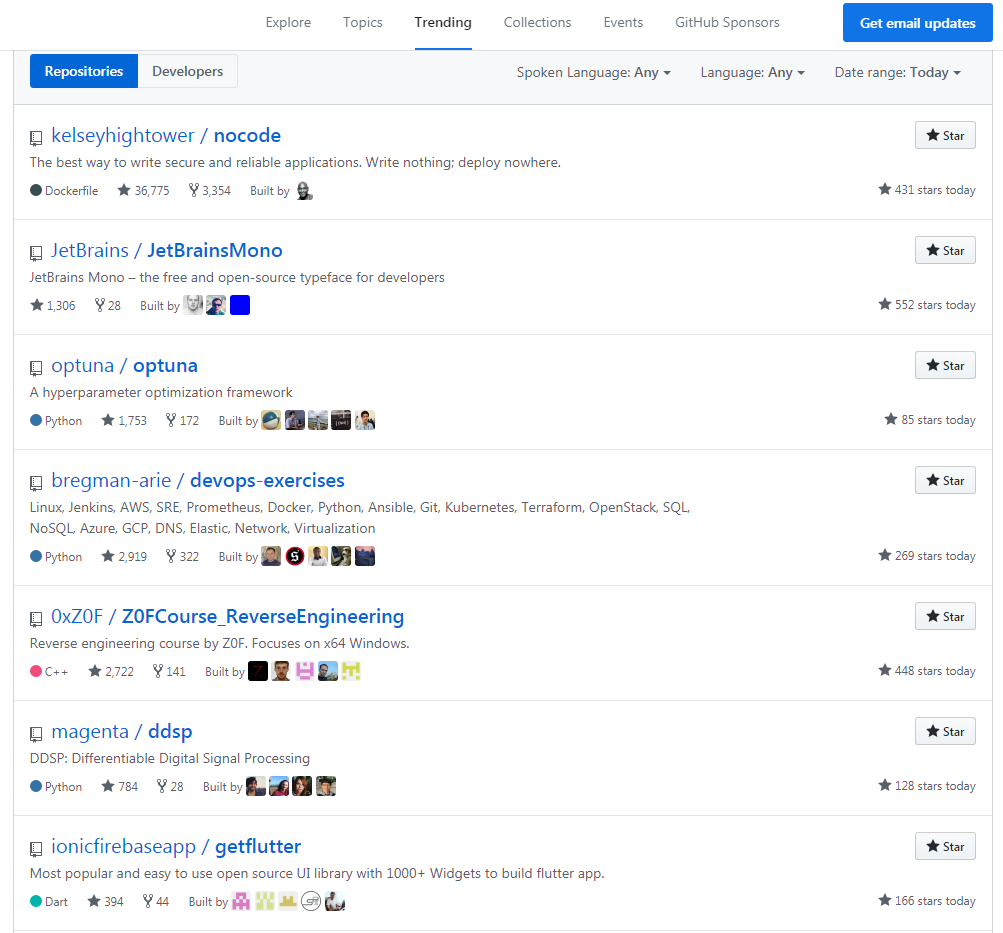 Explore Topics Trending Collections Events GitHub Sponsors Get email updates
Repositories Developers Spoken Language: Any Language: Any Date range: Today
kelseyhightower / nocode Star
The best way to write secure and reliable applications. Write nothing; deploy nowhere.
Dockerfile 36,775 3,354 Built by 431 stars today
JetBrains / JetBrainsMono Star
JetBrains Mono – the free and open-source typeface for developers
1,306 28 Built by 552 stars today
optuna / optuna Star
A hyperparameter optimization framework
Python 1,753 172 Built by 85 stars today
bregman-arie / devops-exercises Star
Linux, Jenkins, AWS, SRE, Prometheus, Docker, Python, Ansible, Git, Kubernetes, Terraform, OpenStack, SQL,
NoSQL, Azure, GCP, DNS, Elastic, Network, Virtualization
Python 2,919 322 Built by 269 stars today
0xZ0F / Z0FCourse_ReverseEngineering Star
Reverse engineering course by Z0F. Focuses on x64 Windows.
C++ 2,722 141 Built by 448 stars today
magenta / ddsp Star
DDSP: Differentiable Digital Signal Processing
Python 784 28 Built by 128 stars today
ionicfirebaseapp / getflutter Star
Most popular and easy to use open source UI library with 1000+ Widgets to build flutter app.
Dart 394 44 Built by 166 stars today